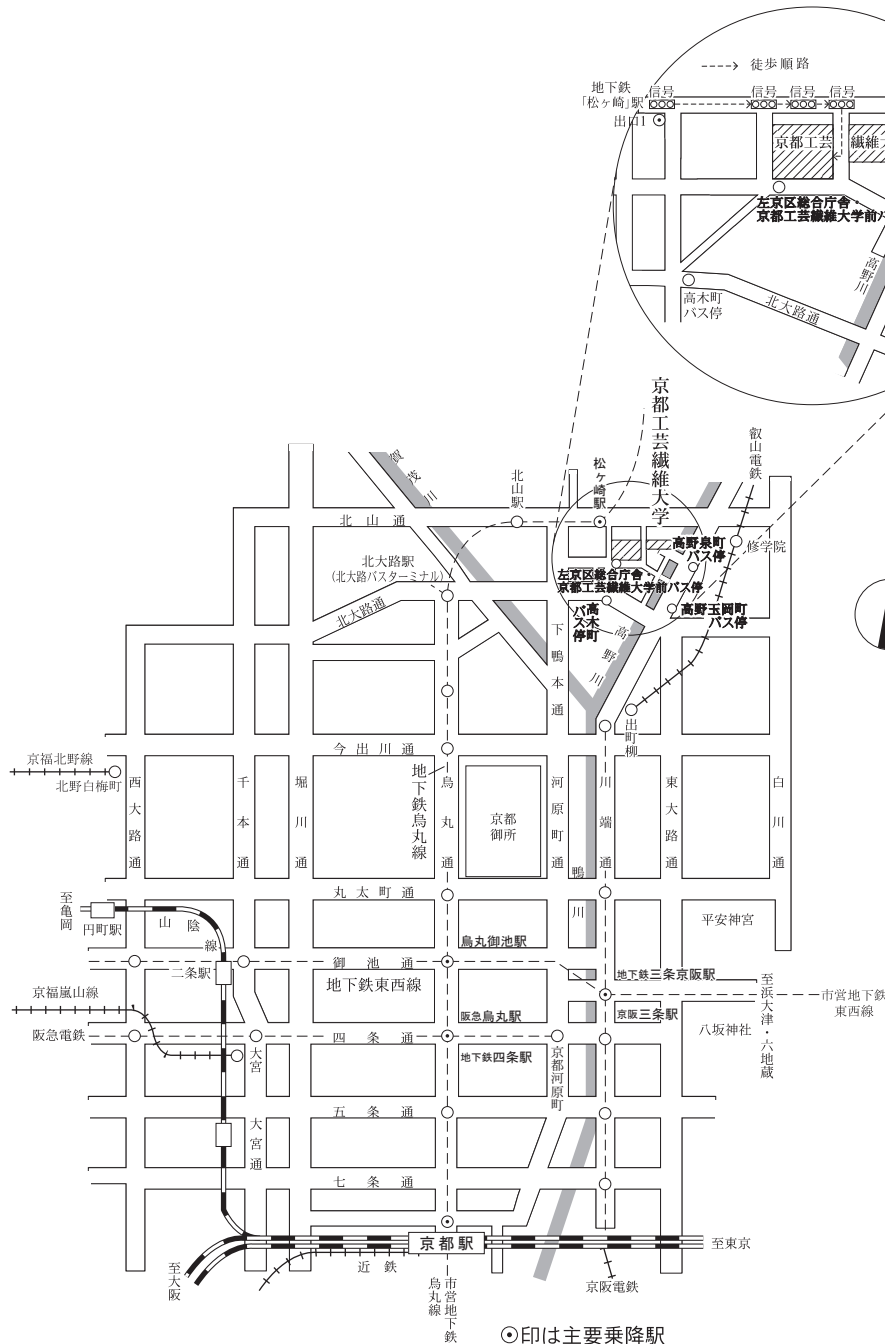 徒歩順路
地下鉄
「松ヶ崎」駅
出口1
信号
信号
信号
信号
京都工芸
繊維大
左京区総合庁舎・
京都工芸繊維大学前バ
高野川
高木町
バス停
北大路通
京都工芸繊維大学
叡山電鉄
賀茂川
北山駅
松ヶ崎駅
北山通
高野泉町
バス停
修学院
北大路駅
(北大路バスターミナル)
左京区総合庁舎・
京都工芸繊維大学前バス停
北大路通
高木町
バス停
高野玉岡町
バス停
下鴨本通
高野川
出町柳
今出川通
京福北野線
北野白梅町
西大路通
千本通
堀川通
地下鉄烏丸線
烏丸通
京都
御所
河原町通
鴨川
川端通
東大路通
白川通
丸太町通
至亀岡
円町駅
山陰線
平安神宮
烏丸御池駅
二条駅
御池通
地下鉄東西線
地下鉄三条京阪駅
至浜大津・六地蔵
市営地下鉄
東西線
京福嵐山線
阪急烏丸駅
京阪三条駅
八坂神社
阪急電鉄
大宮
四条通
地下鉄四条駅
京都河原町
五条通
大宮通
七条通
京都駅
至東京
至大阪
近鉄
市営地下鉄
烏丸線
京阪電鉄
⦿印は主要乗降駅